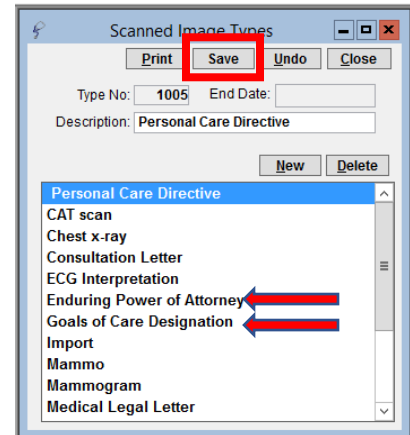 Scanned Image Types
Print Save Undo Close
Type No: 1005 End Date:
Description: Personal Care Directive
New Delete
Personal Care Directive
CAT scan
Chest x-ray
Consultation Letter
ECG Interpretation
Enduring Power of Attorney
Goals of Care Designation
Import
Mammo
Mammogram
Medical Legal Letter